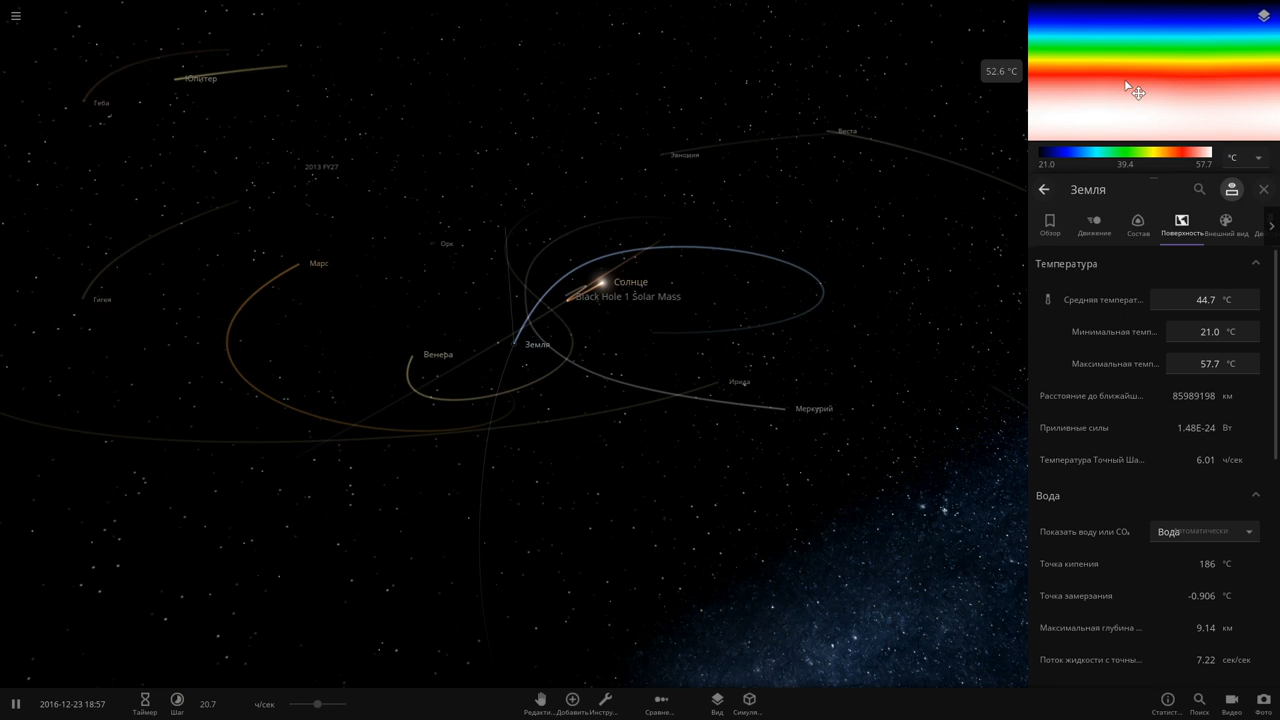 Юпитер
Геба
2013 FY27
Эвномия
Веста
Орк
Марс
Гигея
Солнце
Black Hole 1 Solar Mass
Земля
Венера
Ирида
Меркурий
52.6 °C
21.0 39.4 57.7 °C
Земля
Обзор Движение Состав Поверхность Внешний вид Де
Температура
Средняя температ... 44.7 °C
Минимальная темп... 21.0 °C
Максимальная темп... 57.7 °C
Расстояние до ближайш... 85989198 км
Приливные силы 1.48E-24 Вт
Температура Точный Ша... 6.01 ч/сек
Вода
Показать воду или CO₂ Вода Автоматически
Точка кипения 186 °C
Точка замерзания -0.906 °C
Максимальная глубина ... 9.14 км
Поток жидкости с точны... 7.22 сек/сек
2016-12-23 18:57 Таймер Шаг 20.7 ч/сек Редакти... Добавить Инстру... Сравне... Вид Симуля... Статист... Поиск Видео Фото